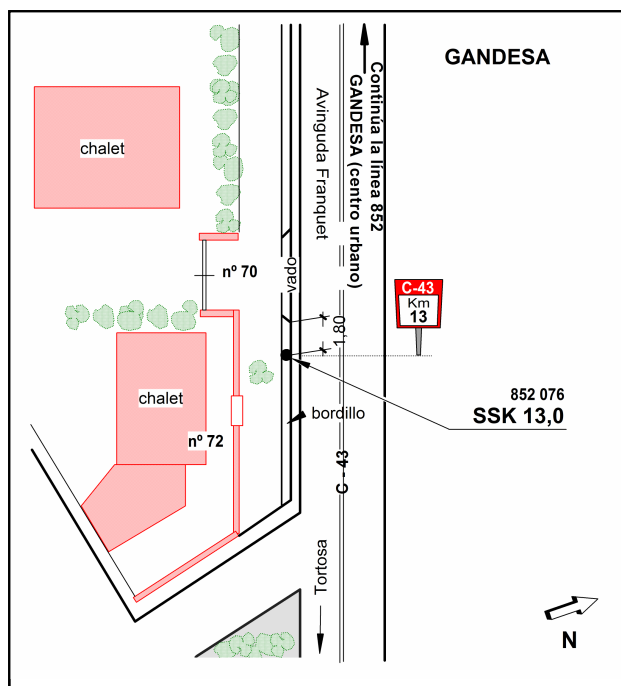 GANDESA
Continúa la línea 852
GANDESA (centro urbano)
Avinguda Franquet
chalet
nº 70
vado
C-43
Km
13
1,80
852 076
SSK 13,0
chalet
bordillo
nº 72
C - 43
Tortosa
N